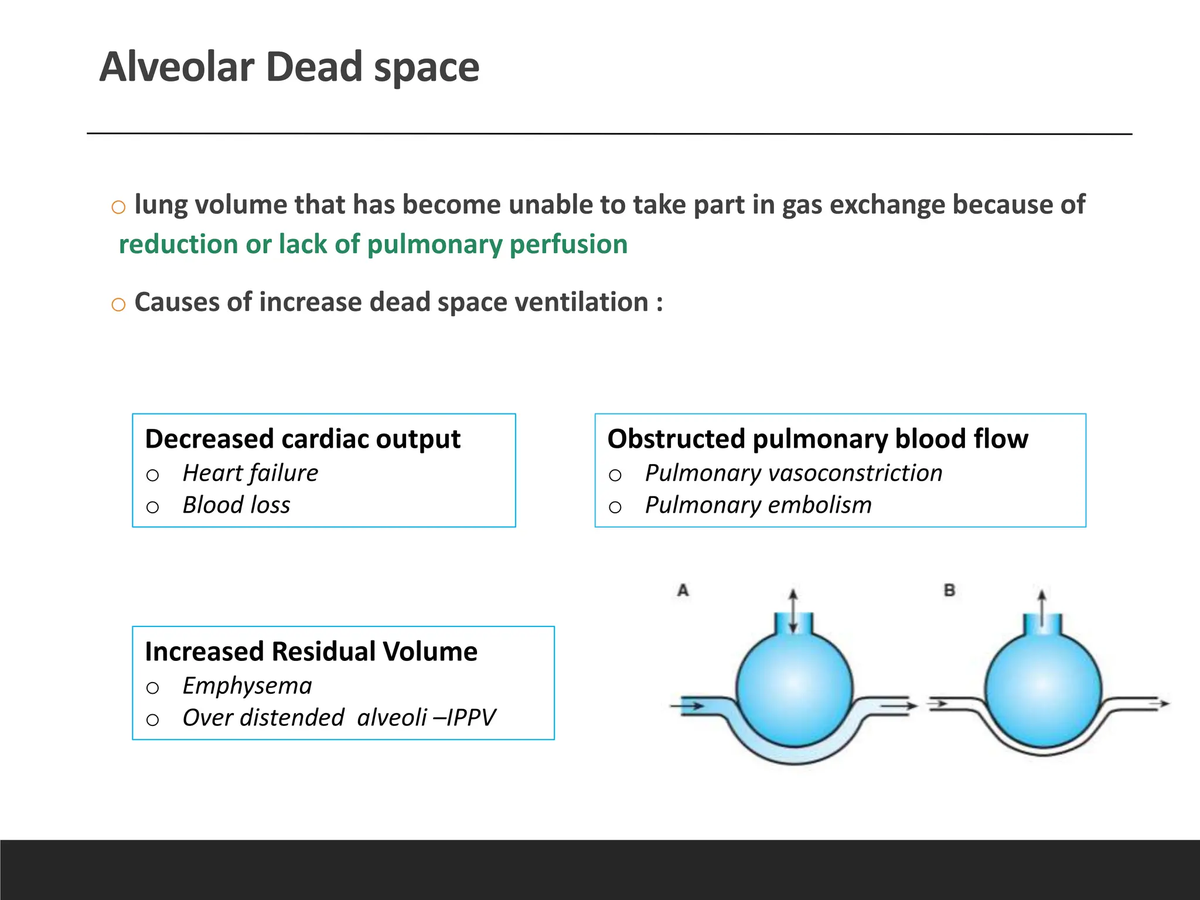 Alveolar Dead space
o lung volume that has become unable to take part in gas exchange because of
reduction or lack of pulmonary perfusion
o Causes of increase dead space ventilation :
Decreased cardiac output
o Heart failure
o Blood loss
Obstructed pulmonary blood flow
o Pulmonary vasoconstriction
o Pulmonary embolism
Increased Residual Volume
o Emphysema
o Over distended alveoli –IPPV
A
B